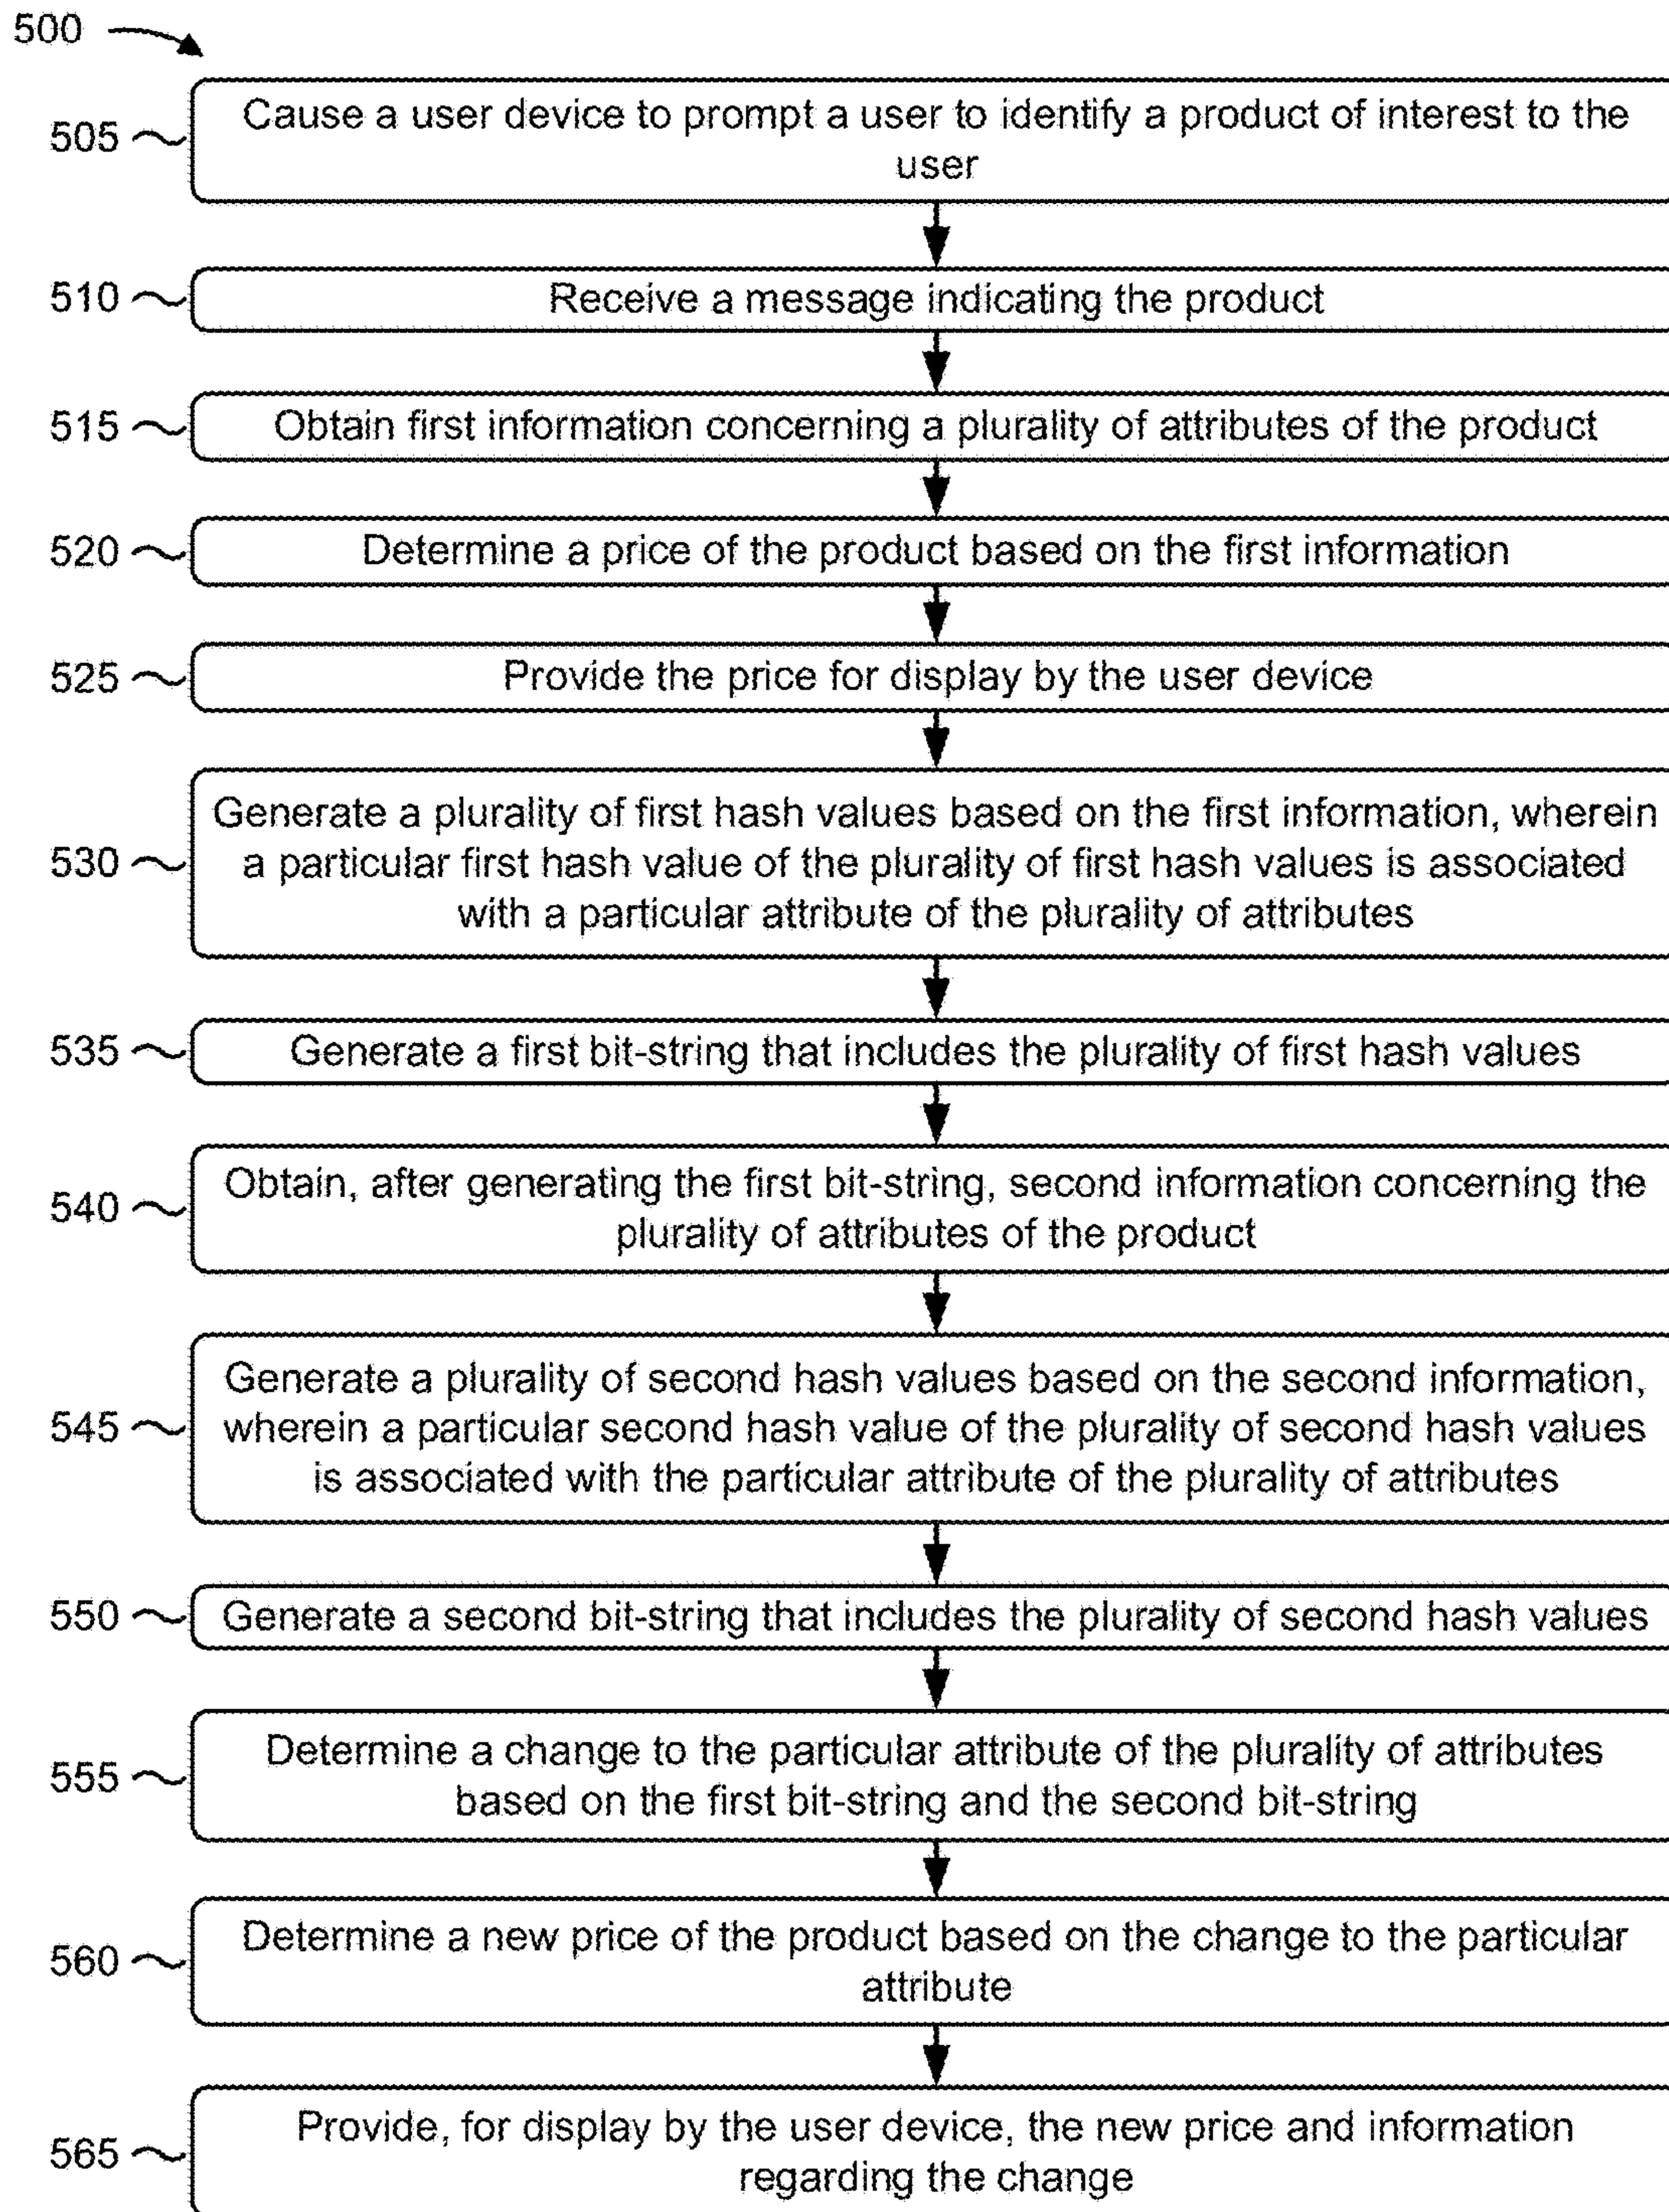 500
505
Cause a user device to prompt a user to identify a product of interest to the
user
510
Receive a message indicating the product
515
Obtain first information concerning a plurality of attributes of the product
520
Determine a price of the product based on the first information
525
Provide the price for display by the user device
530
Generate a plurality of first hash values based on the first information, wherein
a particular first hash value of the plurality of first hash values is associated
with a particular attribute of the plurality of attributes
535
Generate a first bit-string that includes the plurality of first hash values
540
Obtain, after generating the first bit-string, second information concerning the
plurality of attributes of the product
545
Generate a plurality of second hash values based on the second information,
wherein a particular second hash value of the plurality of second hash values
is associated with the particular attribute of the plurality of attributes
550
Generate a second bit-string that includes the plurality of second hash values
555
Determine a change to the particular attribute of the plurality of attributes
based on the first bit-string and the second bit-string
560
Determine a new price of the product based on the change to the particular
attribute
565
Provide, for display by the user device, the new price and information
regarding the change